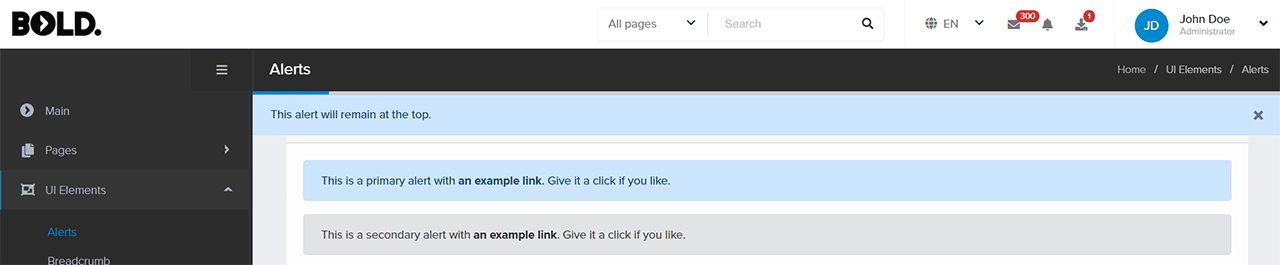 BOLD.
All pages
Search
EN
300
1
JD
John Doe
Administrator
Alerts
Home / UI Elements / Alerts
Main
This alert will remain at the top.
Pages
This is a primary alert with an example link. Give it a click if you like.
UI Elements
Alerts
This is a secondary alert with an example link. Give it a click if you like.
Breadcrumb